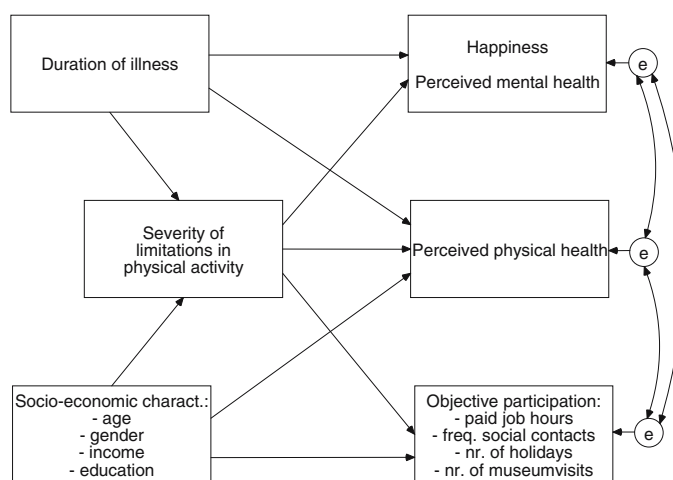 Duration of illness
Happiness
Perceived mental health
e
Severity of
limitations in
physical activity
Perceived physical health
e
Socio-economic charact.:
- age
- gender
- income
- education
Objective participation:
- paid job hours
- freq. social contacts
- nr. of holidays
- nr. of museumvisits
e